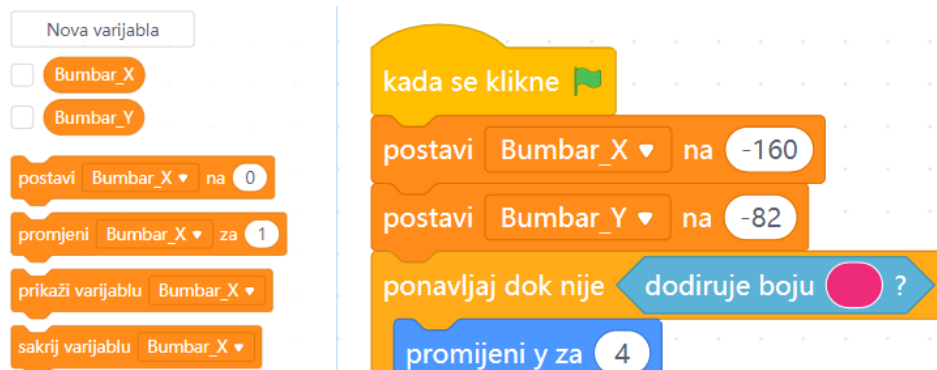 Nova varijabla
Bumbar_X
Bumbar_Y
postavi Bumbar_X na 0
promjeni Bumbar_X za 1
prikaži varijablu Bumbar_X
sakrij varijablu Bumbar_X
kada se klikne
postavi Bumbar_X na -160
postavi Bumbar_Y na -82
ponavljaj dok nije dodiruje boju ?
promijeni y za 4